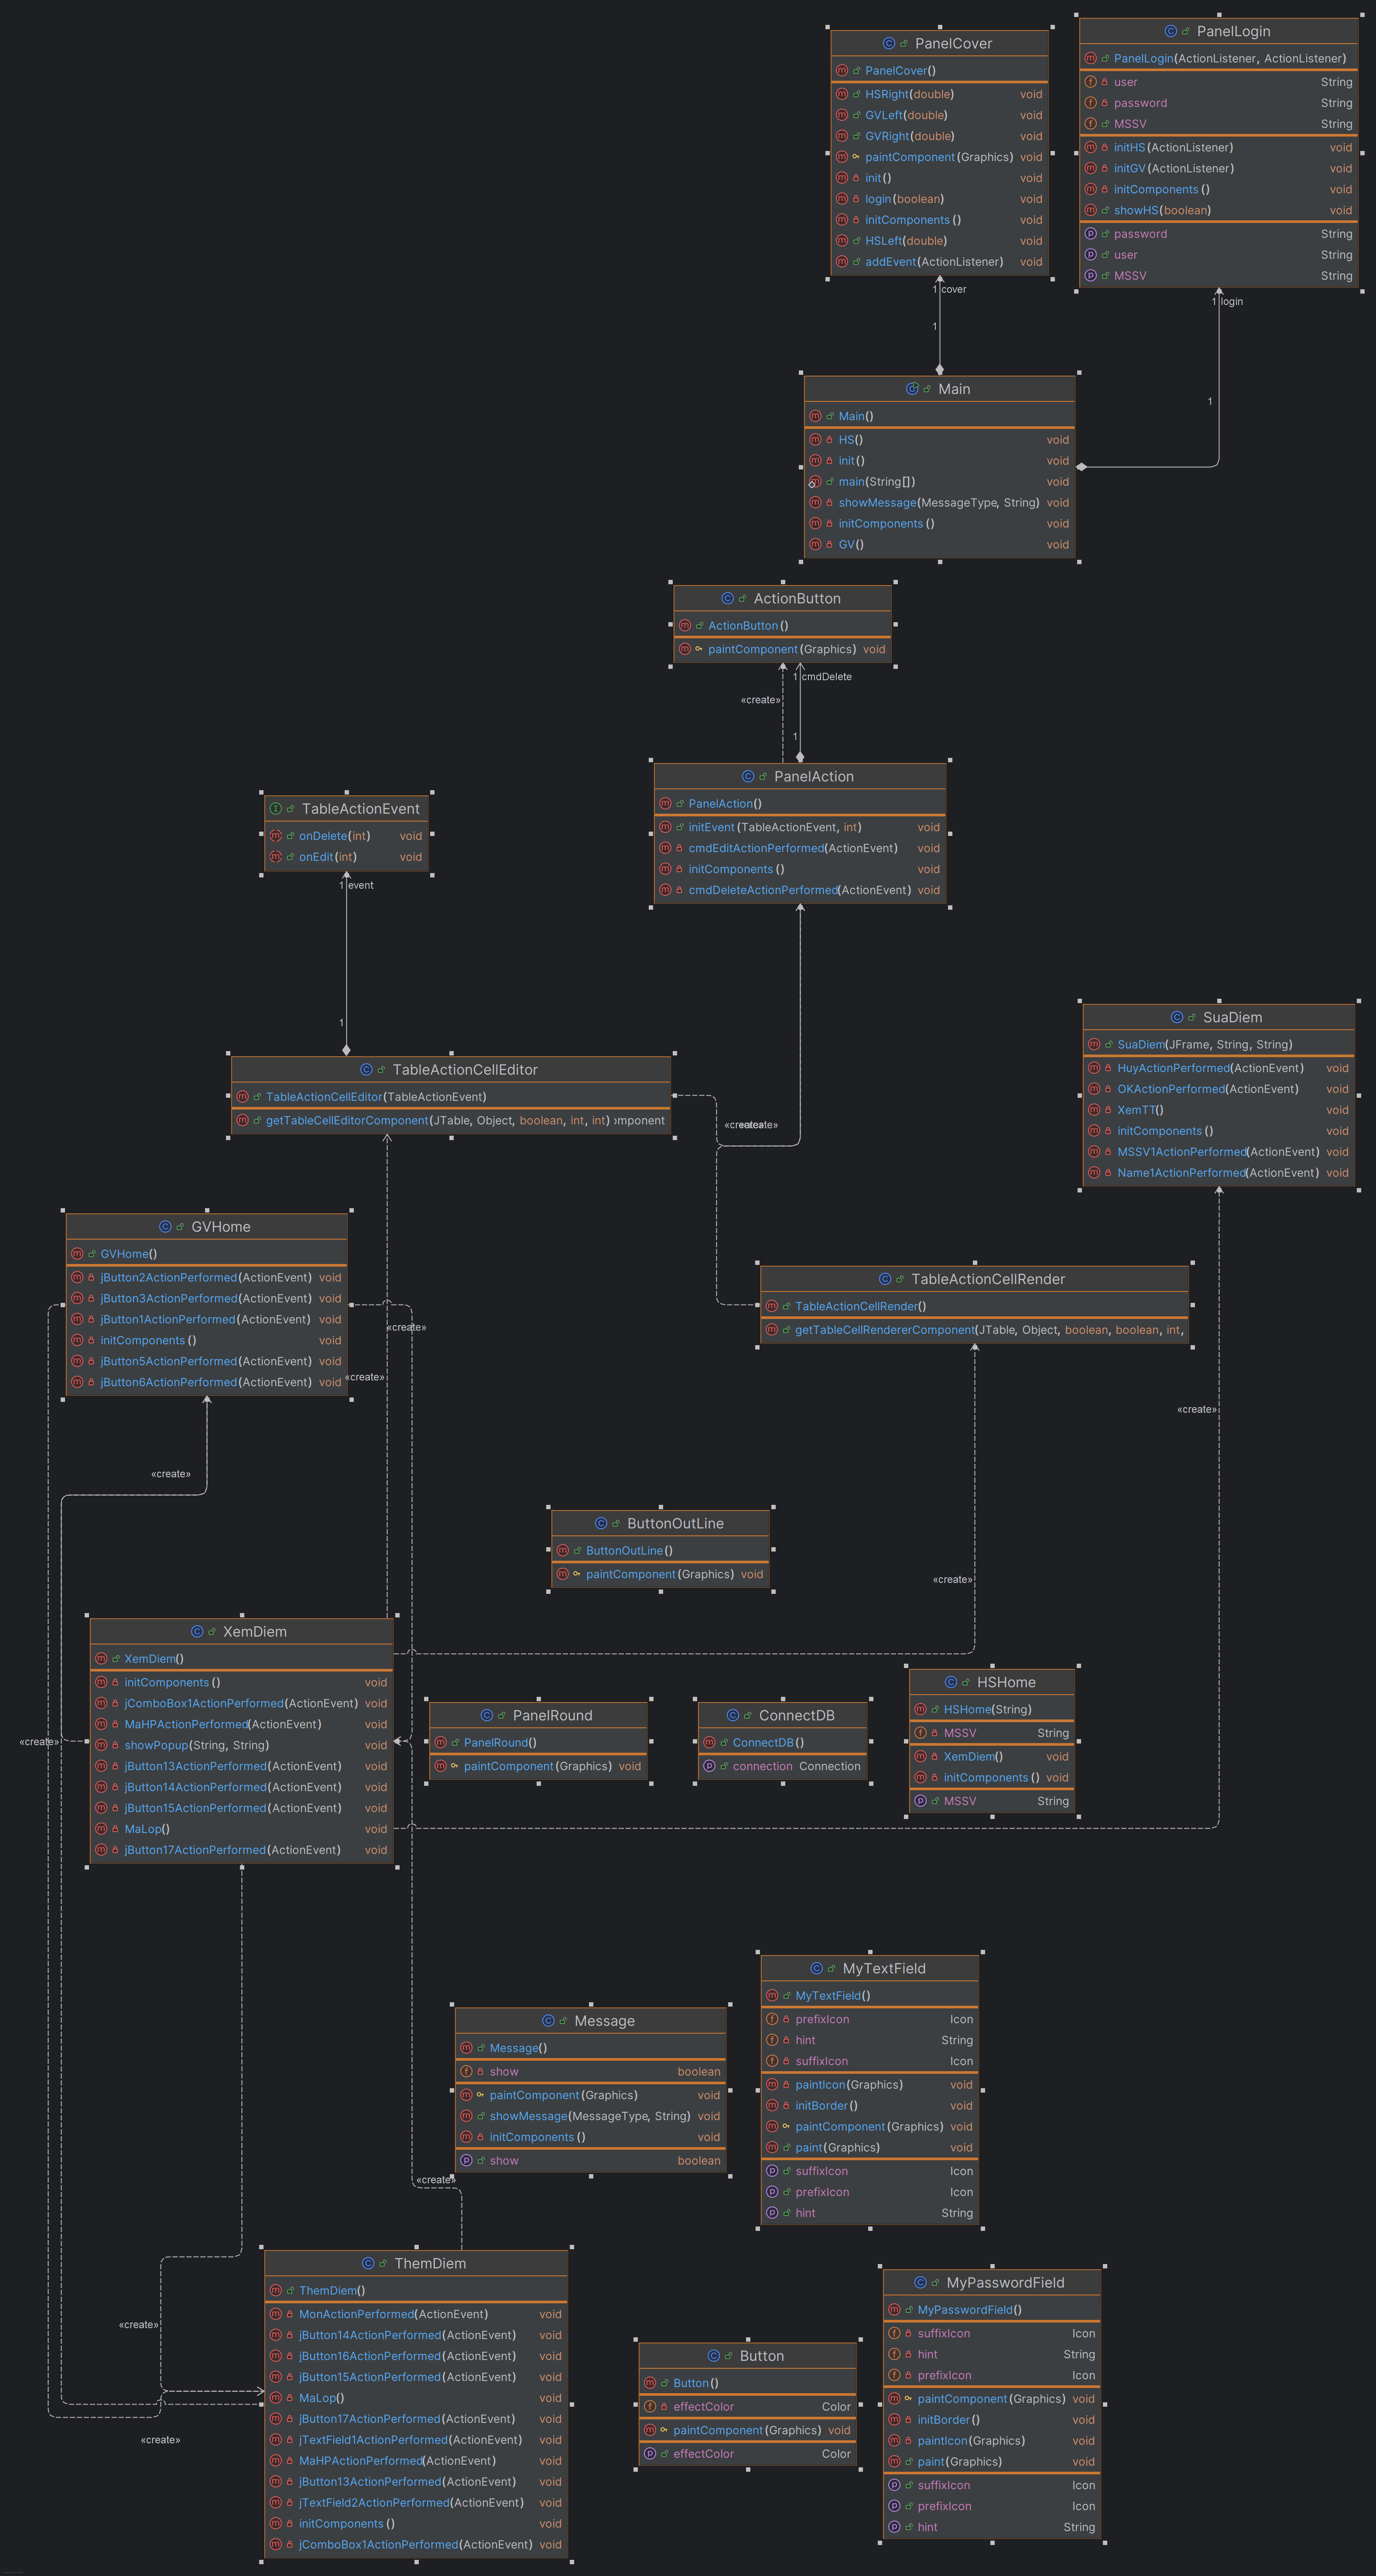 PanelCover
PanelCover()
HSRight(double) void
GVLeft(double) void
GVRight(double) void
paintComponent(Graphics) void
init() void
login(boolean) void
initComponents() void
HSLeft(double) void
addEvent(ActionListener) void
PanelLogin
PanelLogin(ActionListener, ActionListener)
user String
password String
MSSV String
initHS(ActionListener) void
initGV(ActionListener) void
initComponents() void
showHS(boolean) void
password String
user String
MSSV String
1 cover
1
1 login
1
Main
Main()
HS() void
init() void
main(String[]) void
showMessage(MessageType, String) void
initComponents() void
GV() void
ActionButton
ActionButton()
paintComponent(Graphics) void
1 cmdDelete
«create»
1
PanelAction
PanelAction()
initEvent(TableActionEvent, int) void
cmdEditActionPerformed(ActionEvent) void
initComponents() void
cmdDeleteActionPerformed(ActionEvent) void
TableActionEvent
onDelete(int) void
onEdit(int) void
1 event
1
TableActionCellEditor
TableActionCellEditor(TableActionEvent)
getTableCellEditorComponent(JTable, Object, boolean, int, int) omponent
«create»
«create»
SuaDiem
SuaDiem(JFrame, String, String)
HuyActionPerformed(ActionEvent) void
OKActionPerformed(ActionEvent) void
XemTT() void
initComponents() void
MSSV1ActionPerformed(ActionEvent) void
Name1ActionPerformed(ActionEvent) void
GVHome
GVHome()
jButton2ActionPerformed(ActionEvent) void
jButton3ActionPerformed(ActionEvent) void
jButton1ActionPerformed(ActionEvent) void
initComponents() void
jButton5ActionPerformed(ActionEvent) void
jButton6ActionPerformed(ActionEvent) void
«create»
«create»
TableActionCellRender
TableActionCellRender()
getTableCellRendererComponent(JTable, Object, boolean, boolean, int,
«create»
«create»
ButtonOutLine
ButtonOutLine()
paintComponent(Graphics) void
«create»
XemDiem
XemDiem()
initComponents() void
jComboBox1ActionPerformed(ActionEvent) void
MaHPActionPerformed(ActionEvent) void
showPopup(String, String) void
jButton13ActionPerformed(ActionEvent) void
jButton14ActionPerformed(ActionEvent) void
jButton15ActionPerformed(ActionEvent) void
MaLop() void
jButton17ActionPerformed(ActionEvent) void
«create»
PanelRound
PanelRound()
paintComponent(Graphics) void
ConnectDB
ConnectDB()
connection Connection
HSHome
HSHome(String)
MSSV String
XemDiem() void
initComponents() void
MSSV String
Message
Message()
show boolean
paintComponent(Graphics) void
showMessage(MessageType, String) void
initComponents() void
show boolean
«create»
MyTextField
MyTextField()
prefixIcon Icon
hint String
suffixIcon Icon
paintIcon(Graphics) void
initBorder() void
paintComponent(Graphics) void
paint(Graphics) void
suffixIcon Icon
prefixIcon Icon
hint String
ThemDiem
ThemDiem()
MonActionPerformed(ActionEvent) void
jButton14ActionPerformed(ActionEvent) void
jButton16ActionPerformed(ActionEvent) void
jButton15ActionPerformed(ActionEvent) void
MaLop() void
jButton17ActionPerformed(ActionEvent) void
jTextField1ActionPerformed(ActionEvent) void
MaHPActionPerformed(ActionEvent) void
jButton13ActionPerformed(ActionEvent) void
jTextField2ActionPerformed(ActionEvent) void
initComponents() void
jComboBox1ActionPerformed(ActionEvent) void
«create»
«create»
Button
Button()
effectColor Color
paintComponent(Graphics) void
effectColor Color
MyPasswordField
MyPasswordField()
suffixIcon Icon
hint String
prefixIcon Icon
paintComponent(Graphics) void
initBorder() void
paintIcon(Graphics) void
paint(Graphics) void
suffixIcon Icon
prefixIcon Icon
hint String